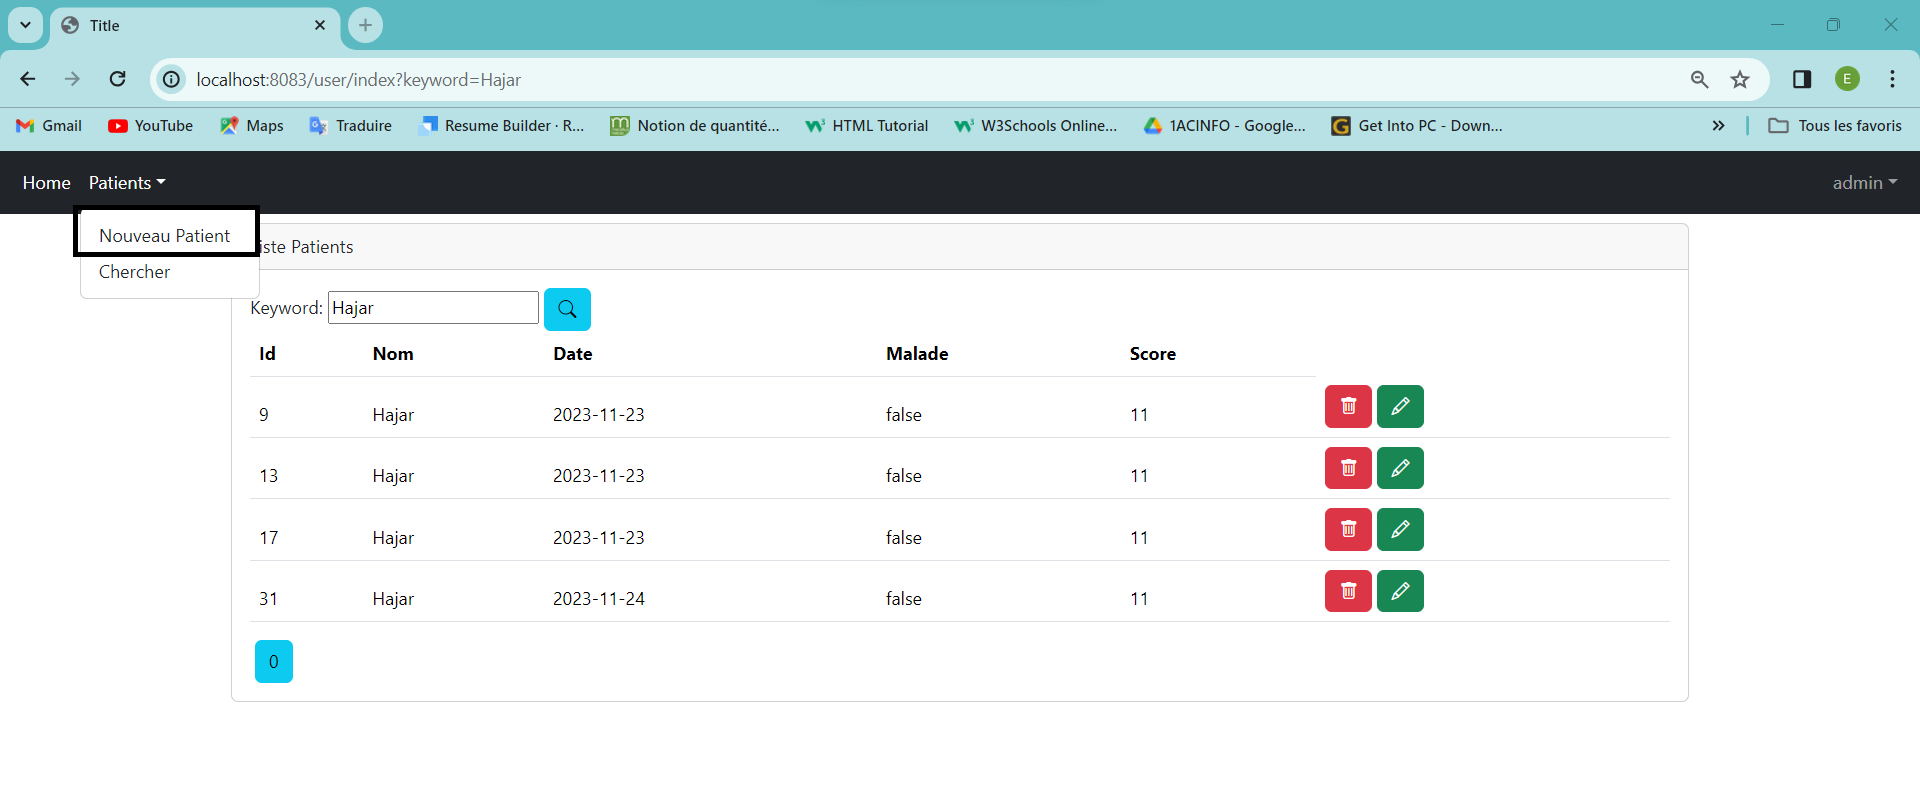 Title
localhost:8083/user/index?keyword=Hajar
E
Gmail YouTube Maps Traduire Resume Builder · R... Notion de quantité... HTML Tutorial W3Schools Online... 1ACINFO - Google... Get Into PC - Down... » Tous les favoris
Home Patients admin
Nouveau Patient
iste Patients
Chercher
Keyword: Hajar
Id Nom Date Malade Score
9 Hajar 2023-11-23 false 11
13 Hajar 2023-11-23 false 11
17 Hajar 2023-11-23 false 11
31 Hajar 2023-11-24 false 11
0